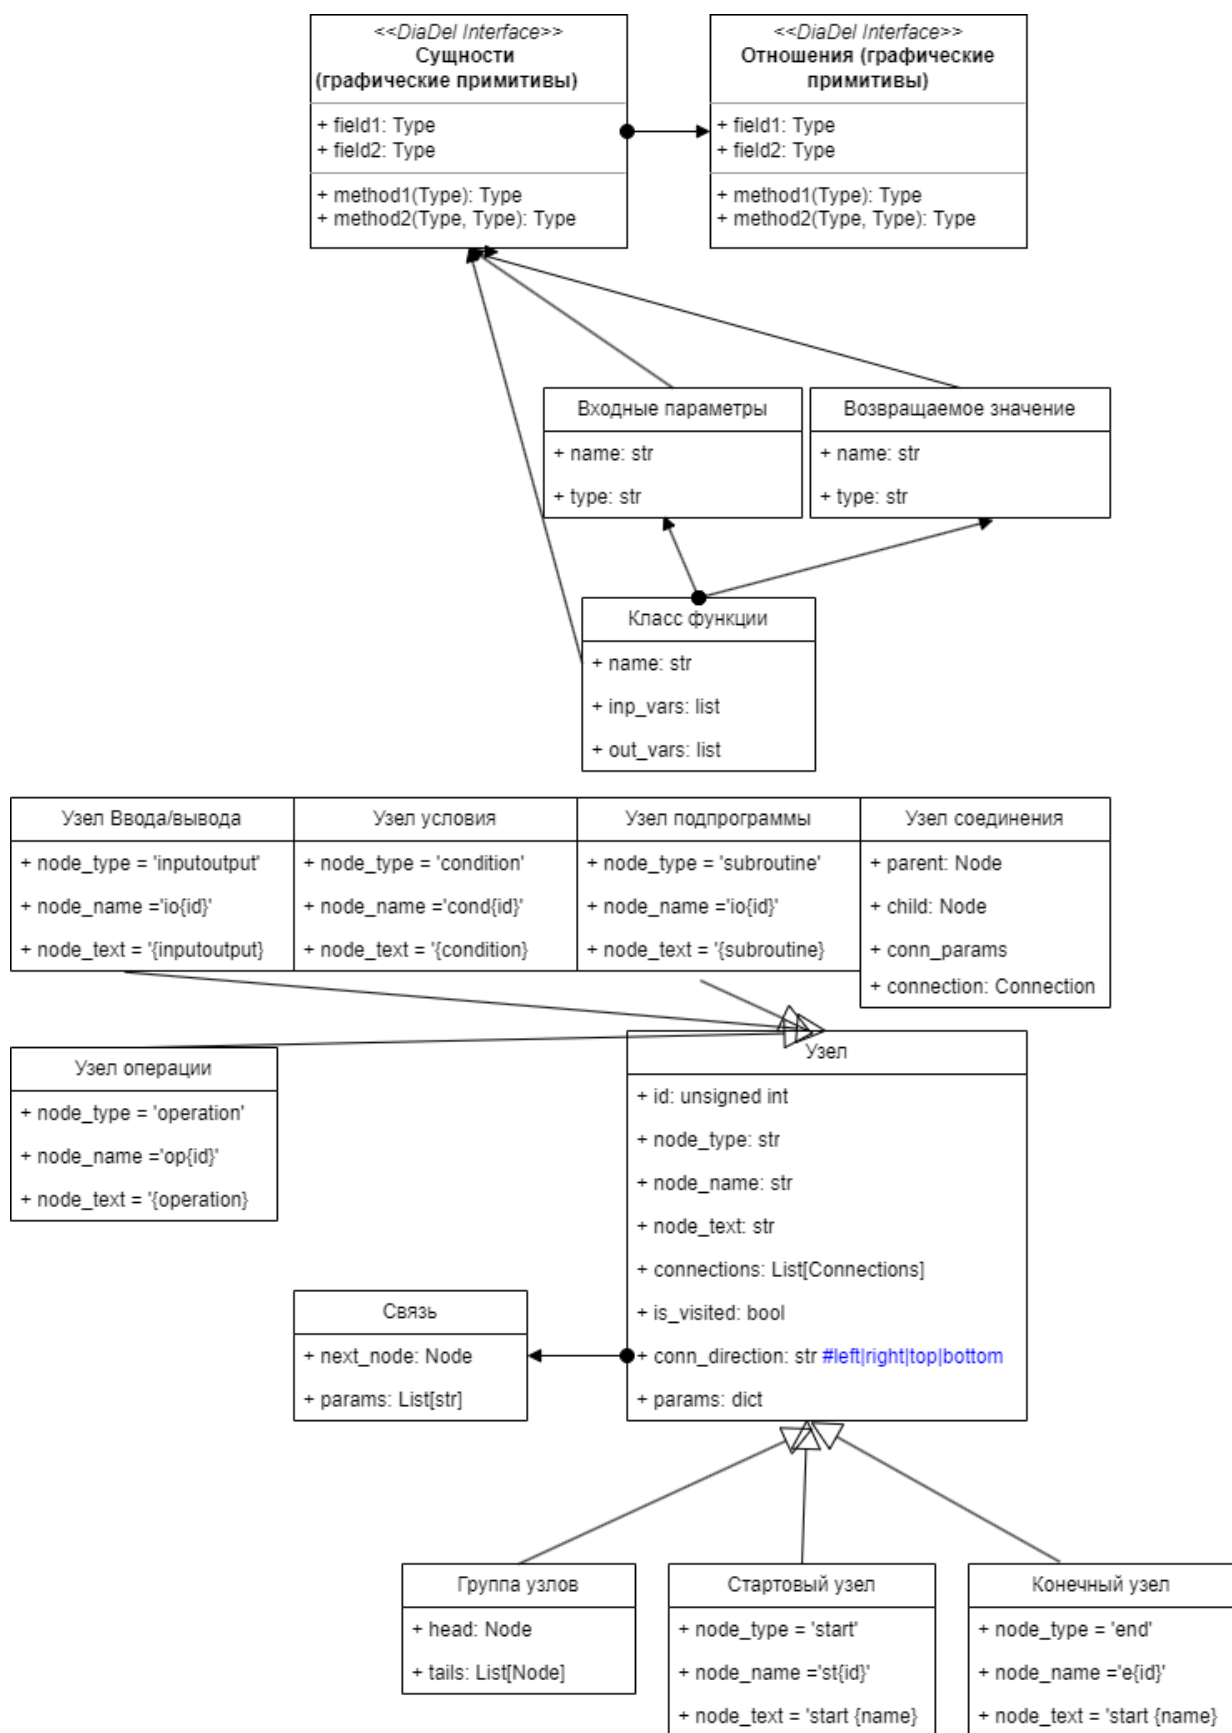 <<DiaDel Interface>>
Сущности
(графические примитивы)
+ field1: Type
+ field2: Type
+ method1(Type): Type
+ method2(Type, Type): Type
<<DiaDel Interface>>
Отношения (графические
примитивы)
+ field1: Type
+ field2: Type
+ method1(Type): Type
+ method2(Type, Type): Type
Входные параметры
+ name: str
+ type: str
Возвращаемое значение
+ name: str
+ type: str
Класс функции
+ name: str
+ inp_vars: list
+ out_vars: list
Узел Ввода/вывода
+ node_type = 'inputoutput'
+ node_name ='io{id}'
+ node_text = '{inputoutput}
Узел условия
+ node_type = 'condition'
+ node_name ='cond{id}'
+ node_text = '{condition}
Узел подпрограммы
+ node_type = 'subroutine'
+ node_name ='io{id}'
+ node_text = '{subroutine}
Узел соединения
+ parent: Node
+ child: Node
+ conn_params
+ connection: Connection
Узел операции
+ node_type = 'operation'
+ node_name ='op{id}'
+ node_text = '{operation}
Узел
+ id: unsigned int
+ node_type: str
+ node_name: str
+ node_text: str
+ connections: List[Connections]
+ is_visited: bool
+ conn_direction: str #left|right|top|bottom
+ params: dict
Связь
+ next_node: Node
+ params: List[str]
Группа узлов
+ head: Node
+ tails: List[Node]
Стартовый узел
+ node_type = 'start'
+ node_name ='st{id}'
+ node_text = 'start {name}
Конечный узел
+ node_type = 'end'
+ node_name ='e{id}'
+ node_text = 'start {name}